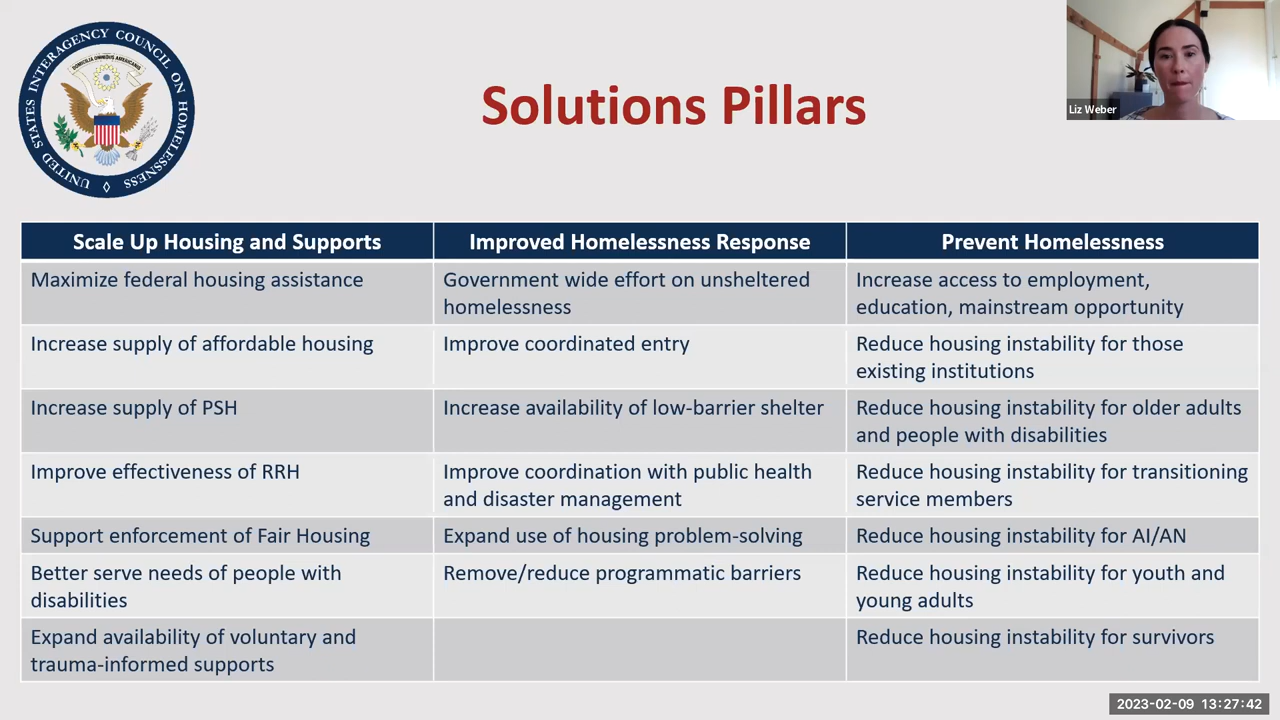 UNITED STATES INTERAGENCY COUNCIL ON HOMELESSNESS
DOMICILIA OMNIBUS AMERICANIS
Solutions Pillars
Liz Weber
Scale Up Housing and Supports
Improved Homelessness Response
Prevent Homelessness
Maximize federal housing assistance
Government wide effort on unsheltered
homelessness
Increase access to employment,
education, mainstream opportunity
Increase supply of affordable housing
Improve coordinated entry
Reduce housing instability for those
existing institutions
Increase supply of PSH
Increase availability of low-barrier shelter
Reduce housing instability for older adults
and people with disabilities
Improve effectiveness of RRH
Improve coordination with public health
and disaster management
Reduce housing instability for transitioning
service members
Support enforcement of Fair Housing
Expand use of housing problem-solving
Reduce housing instability for AI/AN
Better serve needs of people with
disabilities
Remove/reduce programmatic barriers
Reduce housing instability for youth and
young adults
Expand availability of voluntary and
trauma-informed supports
Reduce housing instability for survivors
2023-02-09 13:27:42